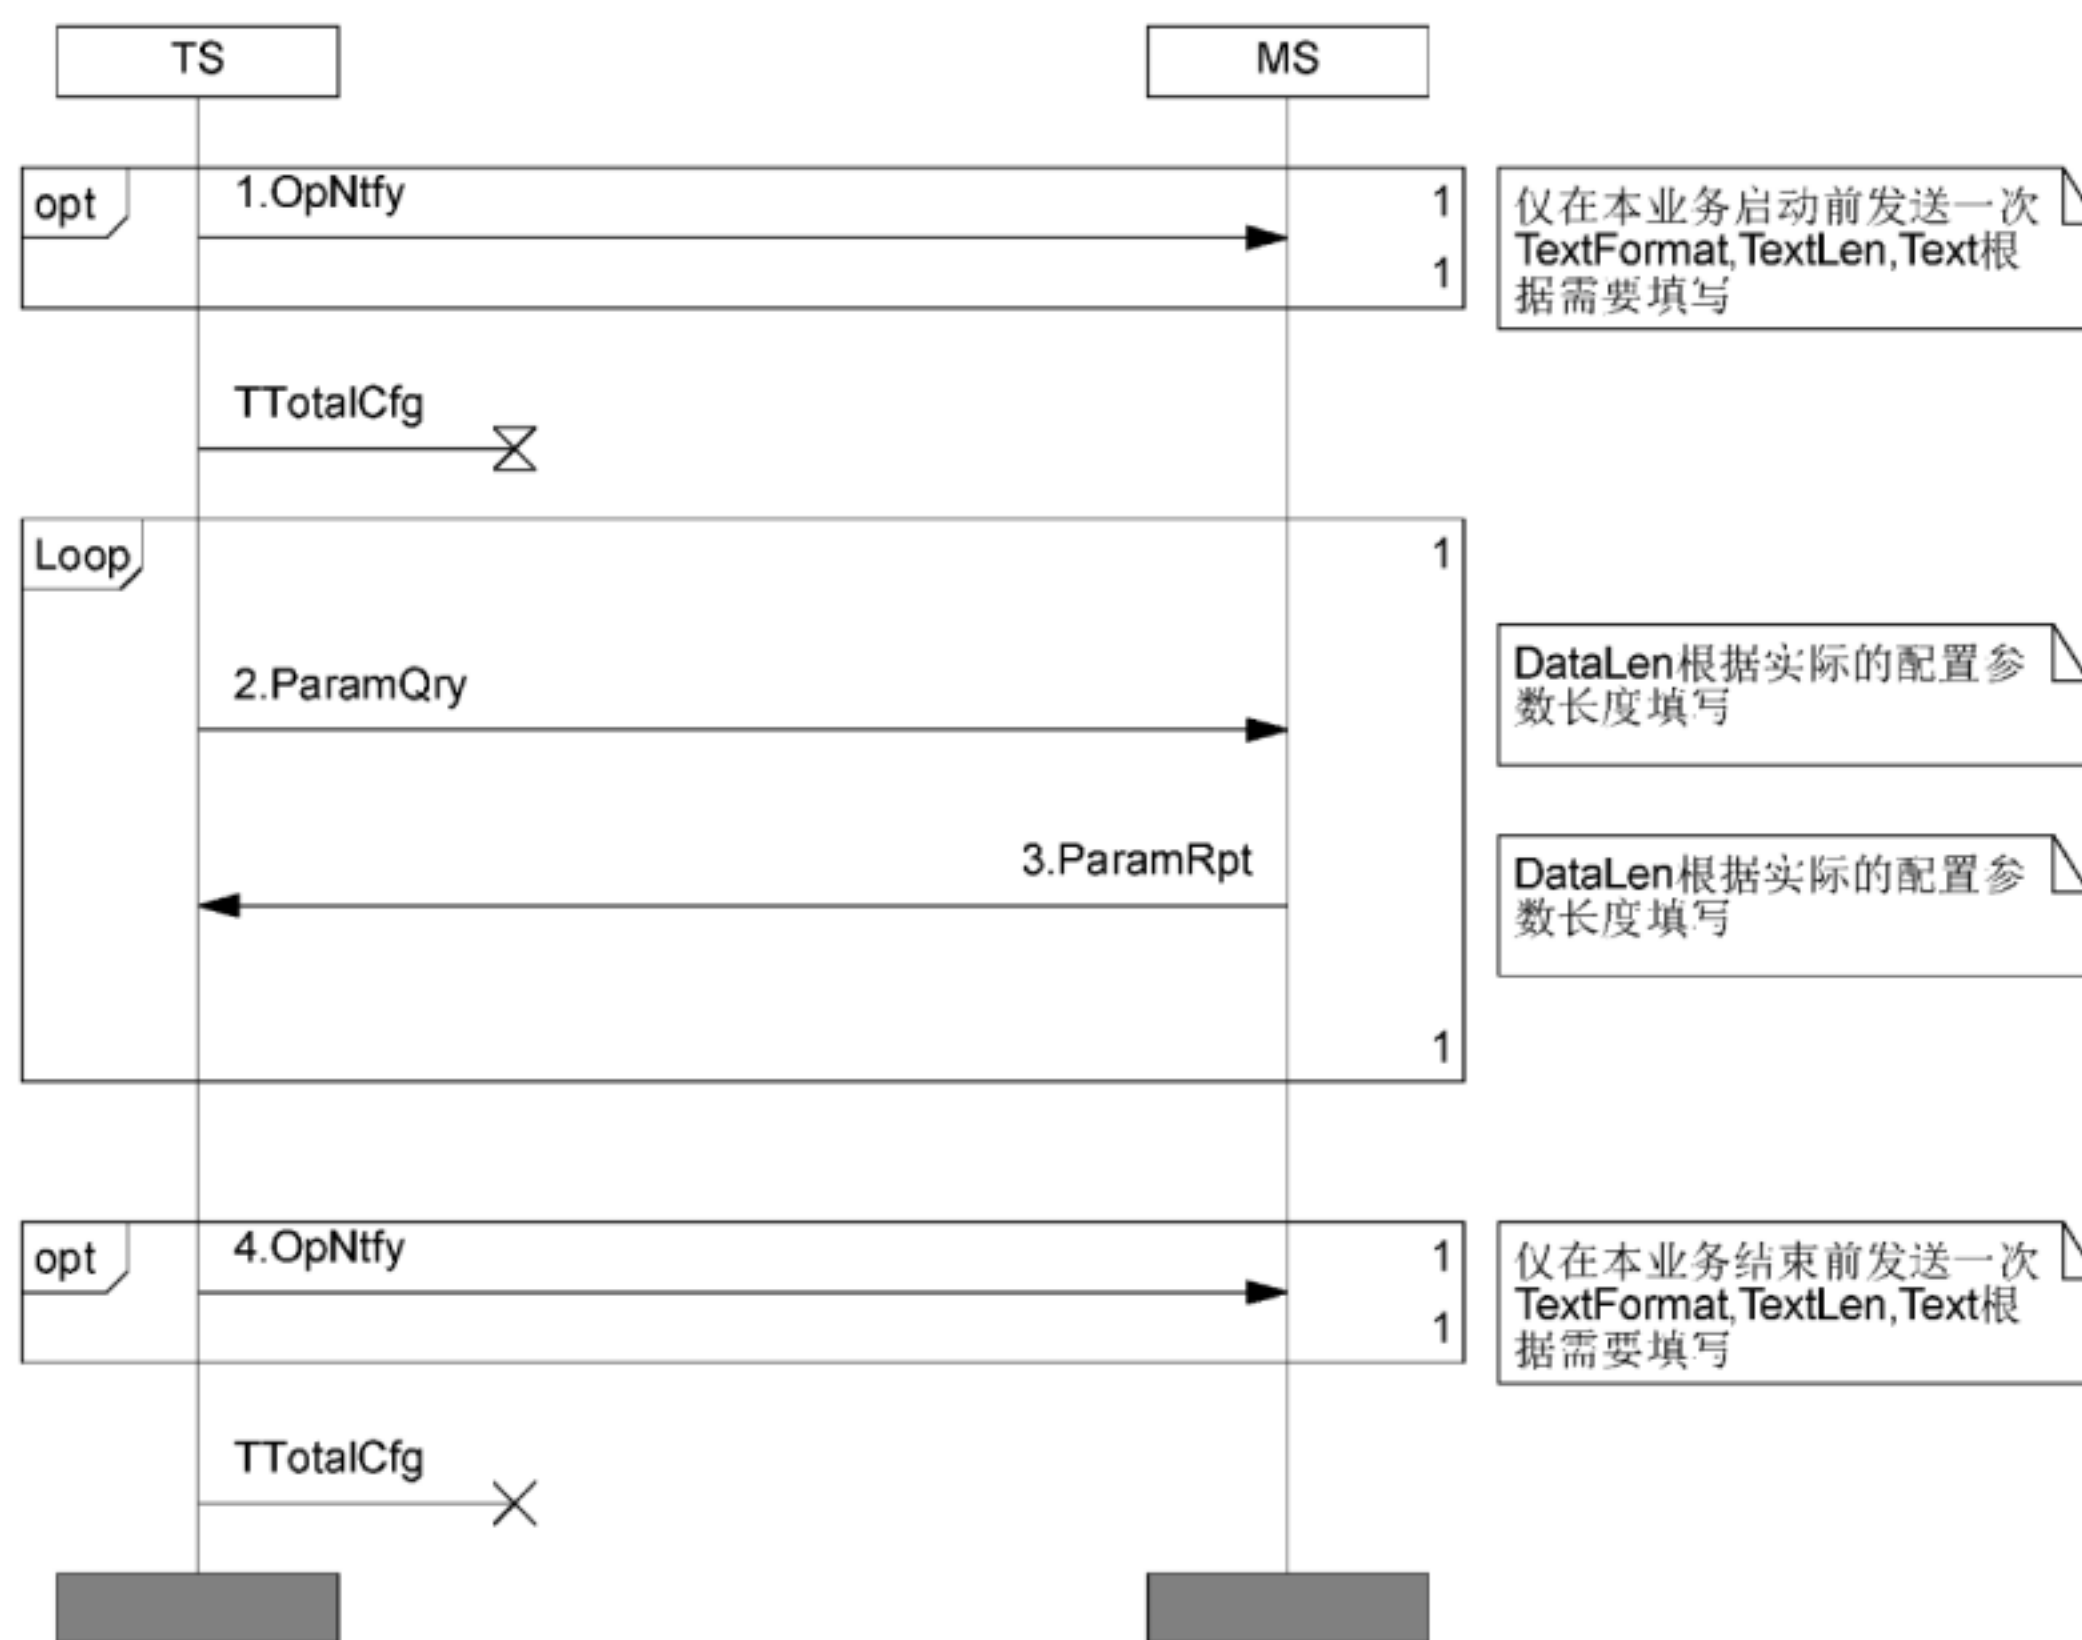 TS
MS
opt
1.OpNtfy
1
1
仅在本业务启动前发送一次
TextFormat,TextLen,Text根
据需要填写
TTotalCfg
Loop
1
2.ParamQry
DataLen根据实际的配置参
数长度填写
3.ParamRpt
DataLen根据实际的配置参
数长度填写
1
opt
4.OpNtfy
1
1
仅在本业务结束前发送一次
TextFormat,TextLen,Text根
据需要填写
TTotalCfg